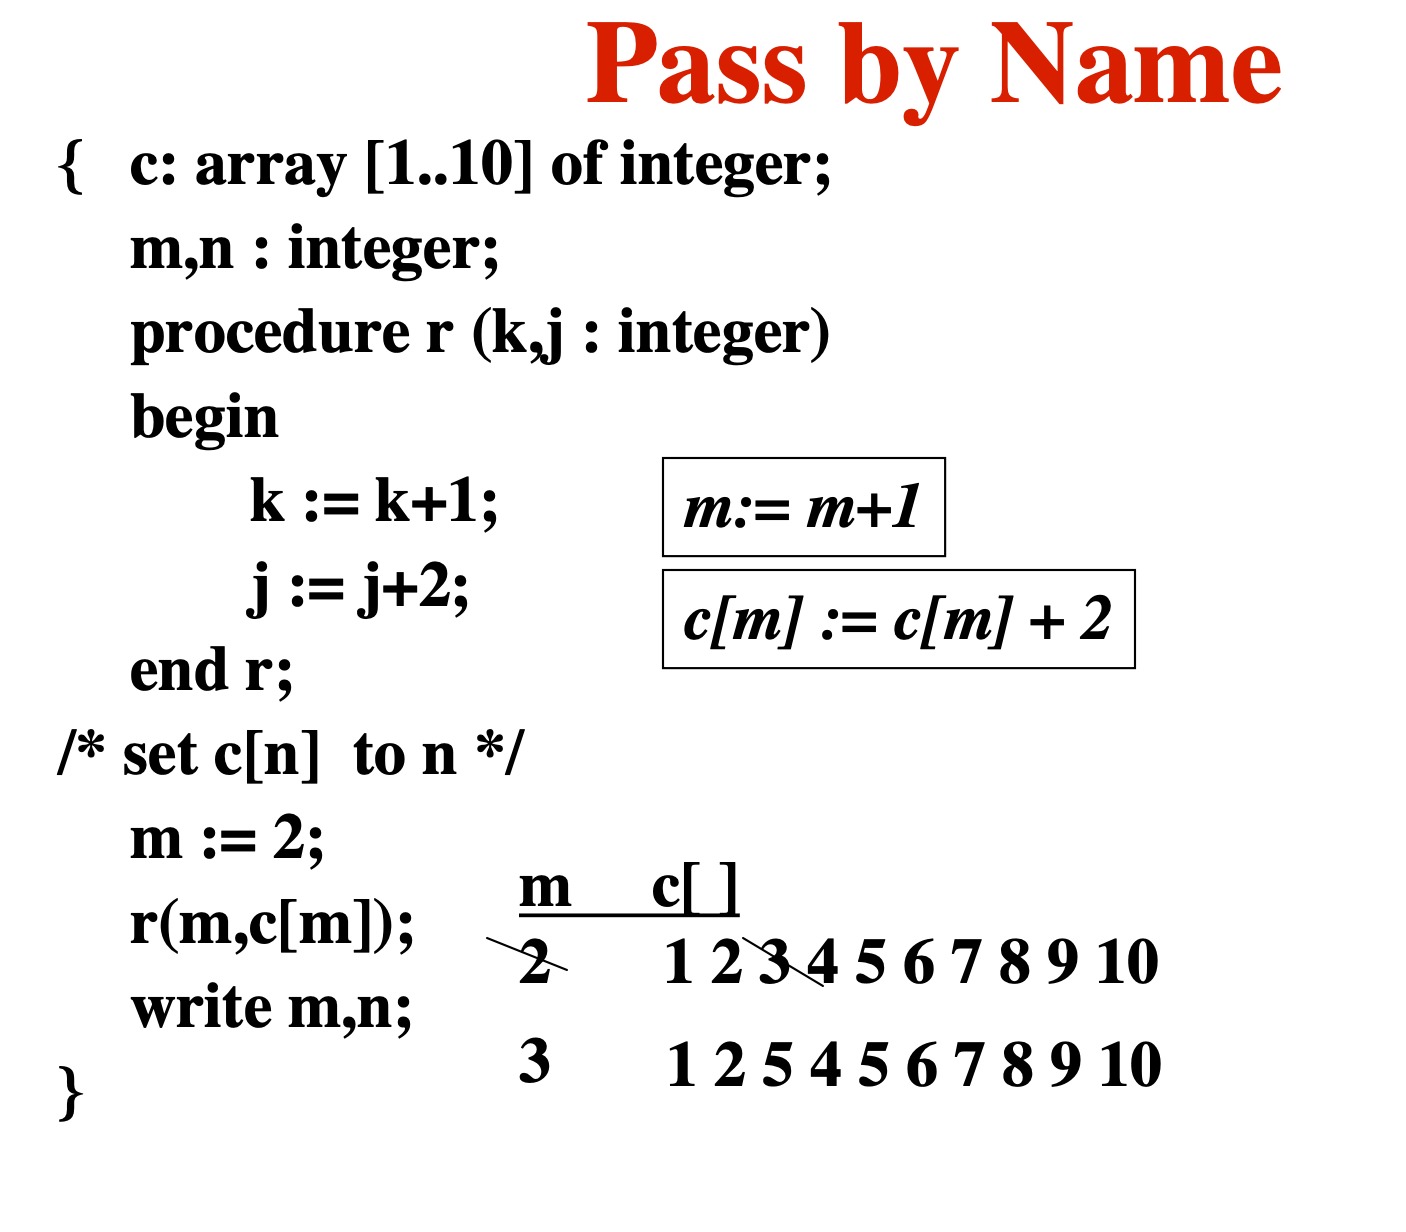 Pass by Name
{ c: array [1..10] of integer;
m,n : integer;
procedure r (k,j : integer)
begin
k := k+1;
m:= m+1
j := j+2;
c[m] := c[m] + 2
end r;
/* set c[n] to n */
m := 2;
r(m,c[m]);
write m,n;
}
m c[ ]
2 1 2 3 4 5 6 7 8 9 10
3 1 2 5 4 5 6 7 8 9 10